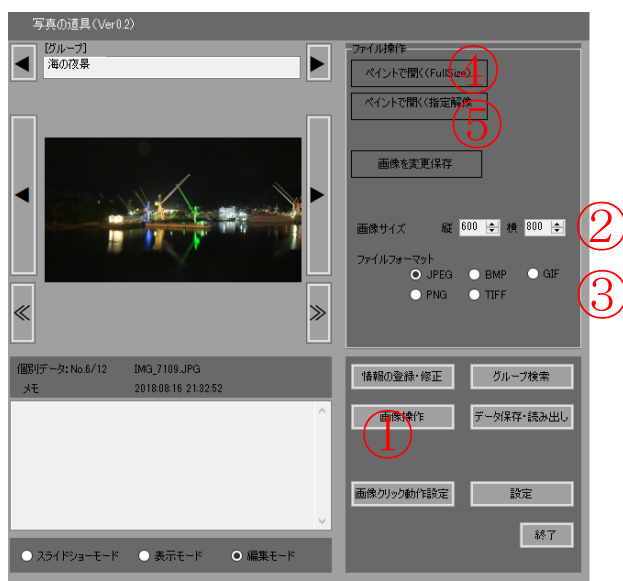 写真の道具(Ver0.2)
[グループ]
海の夜景
ファイル操作
ペイントで開く(FullSize)
④
ペイントで開く(指定解像
⑤
画像を変更保存
画像サイズ 縦 600 横 800
②
ファイルフォーマット
JPEG BMP GIF
PNG TIFF
③
個別データ: No.6/12 IMG_7109.JPG
メモ 2018:08:16 21:32:52
情報の登録・修正 グループ検索
画像操作 データ保存・読み出し
①
画像クリック動作設定 設定
終了
スライドショーモード 表示モード 編集モード